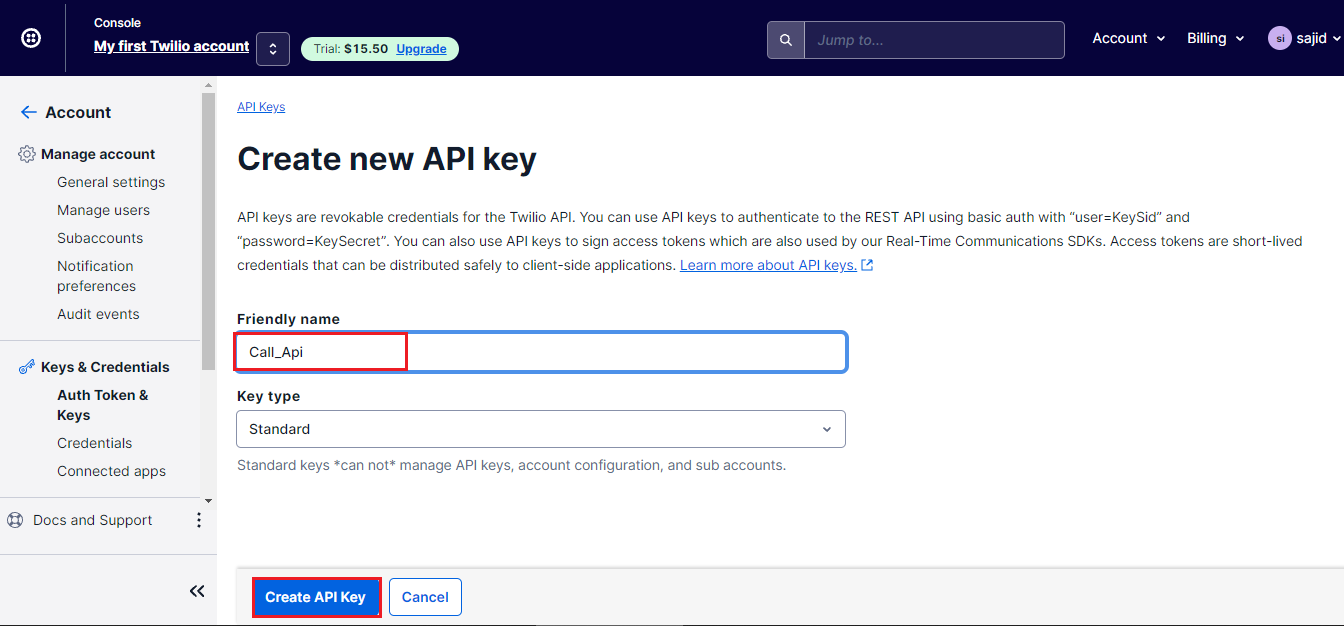 Console
My first Twilio account
Trial: $15.50 Upgrade
Jump to...
Account
Billing
si sajid
Account
Manage account
General settings
Manage users
Subaccounts
Notification
preferences
Audit events
Keys & Credentials
Auth Token &
Keys
Credentials
Connected apps
Docs and Support
API Keys
Create new API key
API keys are revokable credentials for the Twilio API. You can use API keys to authenticate to the REST API using basic auth with “user=KeySid” and
“password=KeySecret”. You can also use API keys to sign access tokens which are also used by our Real-Time Communications SDKs. Access tokens are short-lived
credentials that can be distributed safely to client-side applications. Learn more about API keys.
Friendly name
Call_Api
Key type
Standard
Standard keys *can not* manage API keys, account configuration, and sub accounts.
Create API Key
Cancel